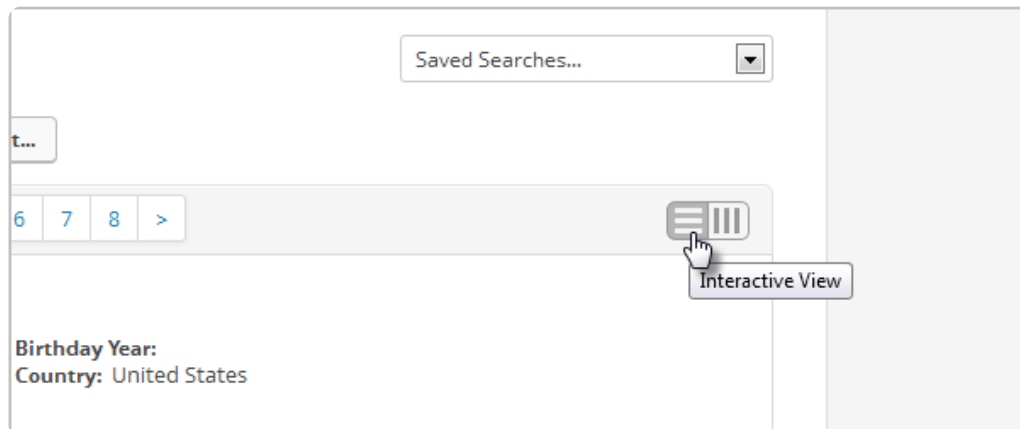 Saved Searches...
t...
6 7 8 >
Interactive View
Birthday Year:
Country: United States